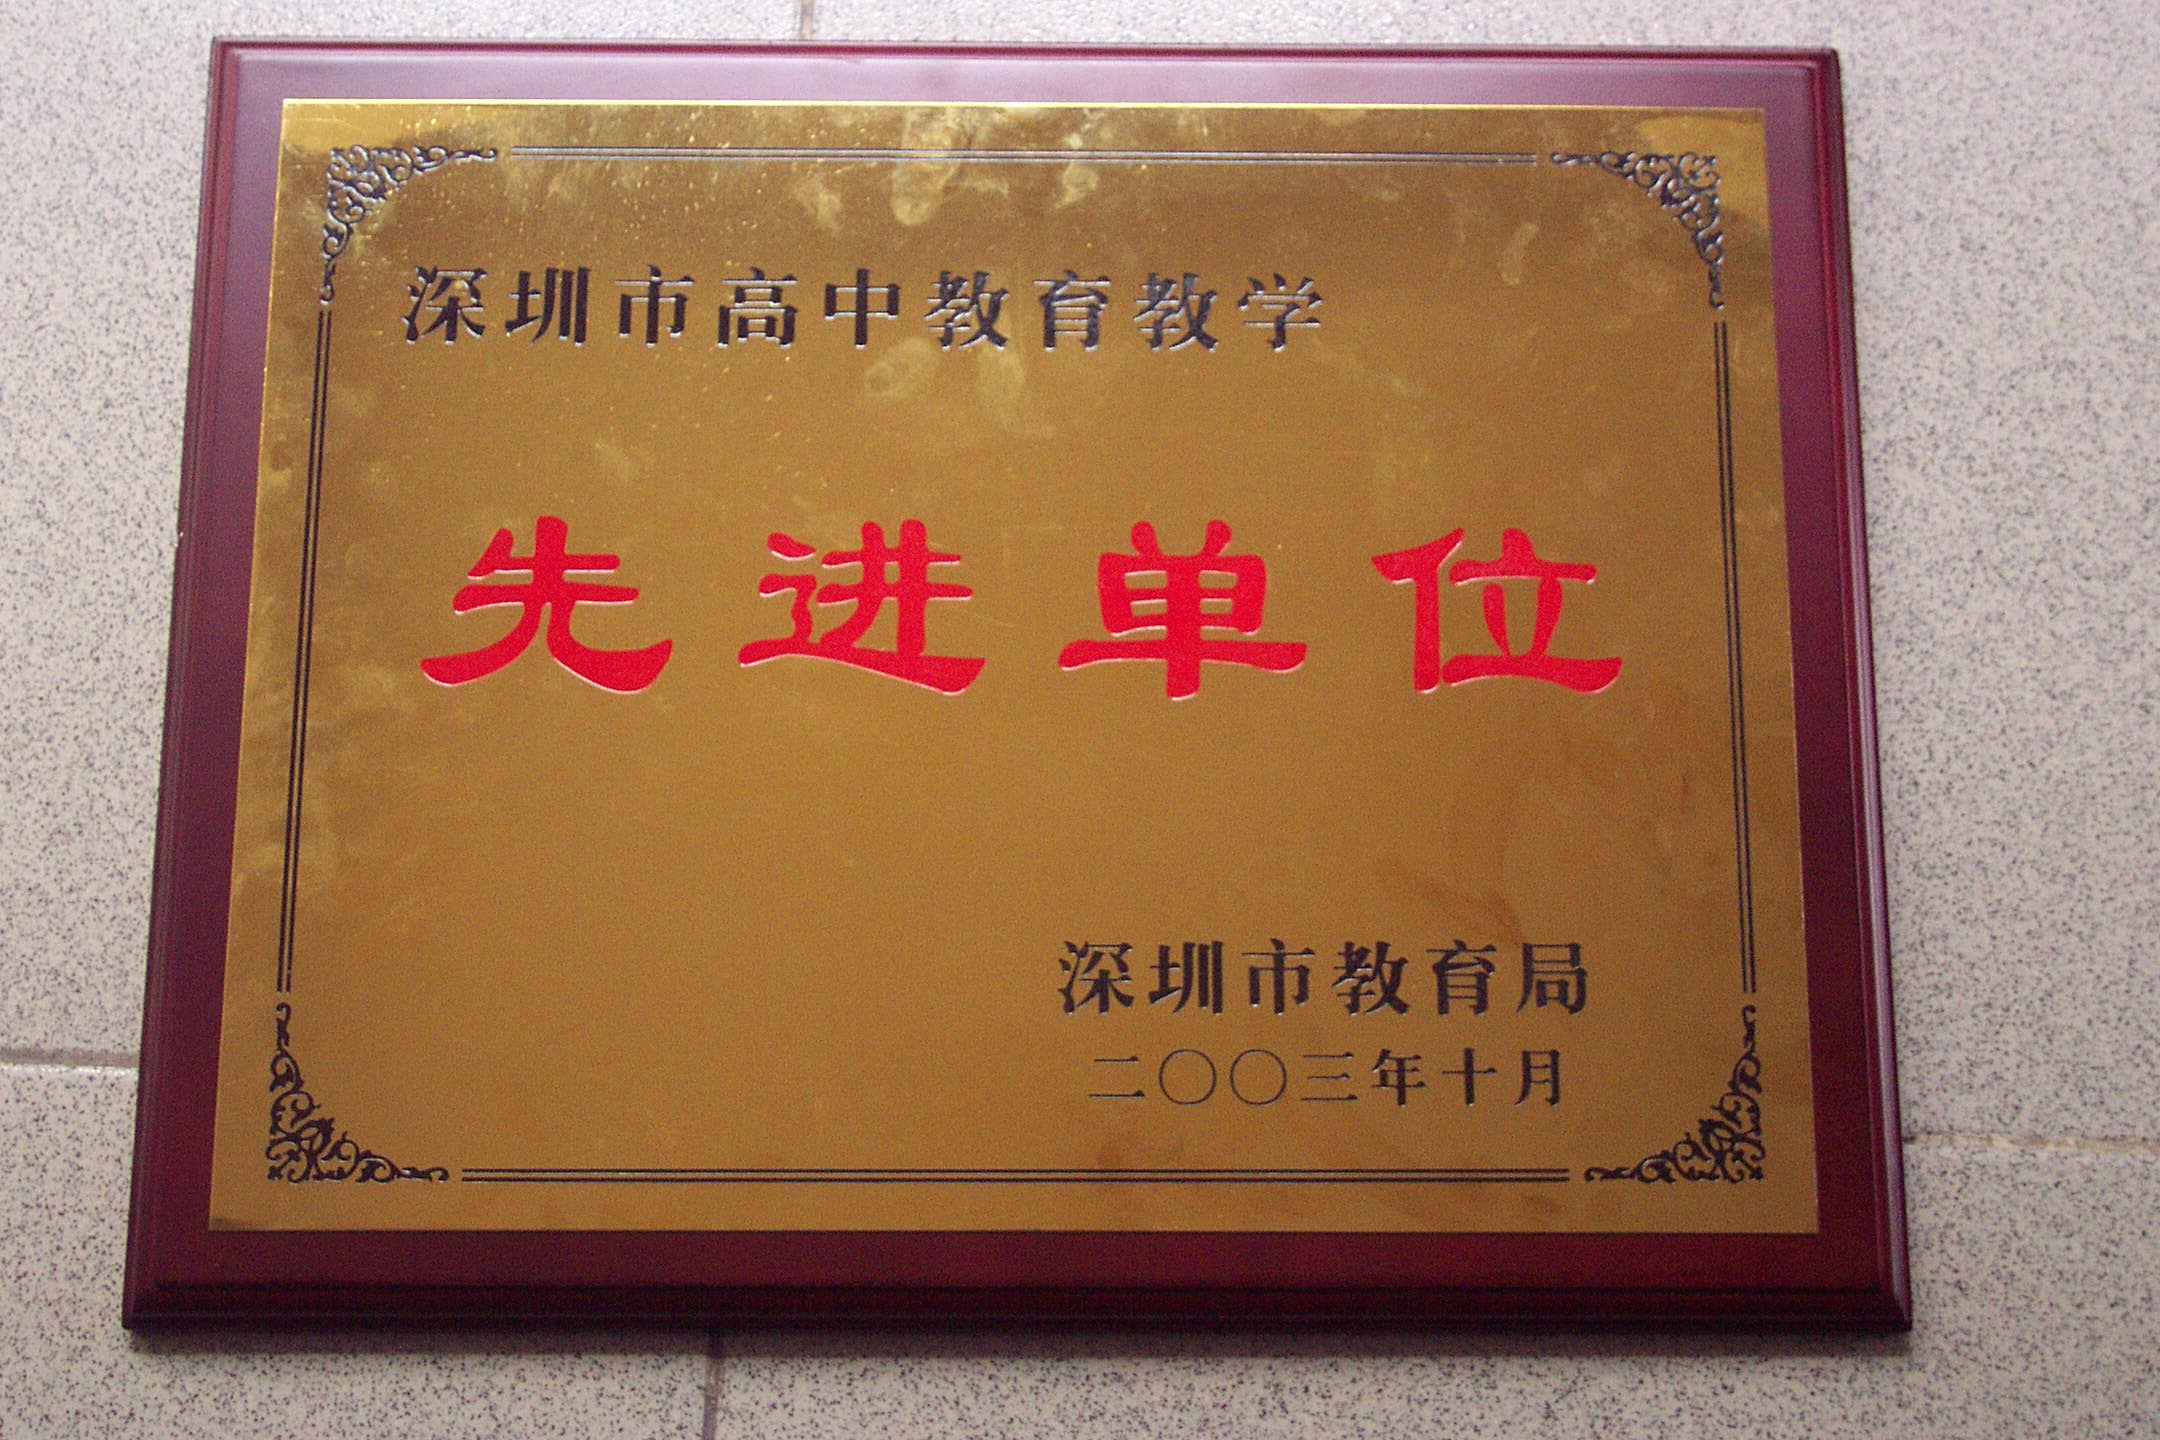 深圳市高中教育教学
先进单位
深圳市教育局
二〇〇三年十月